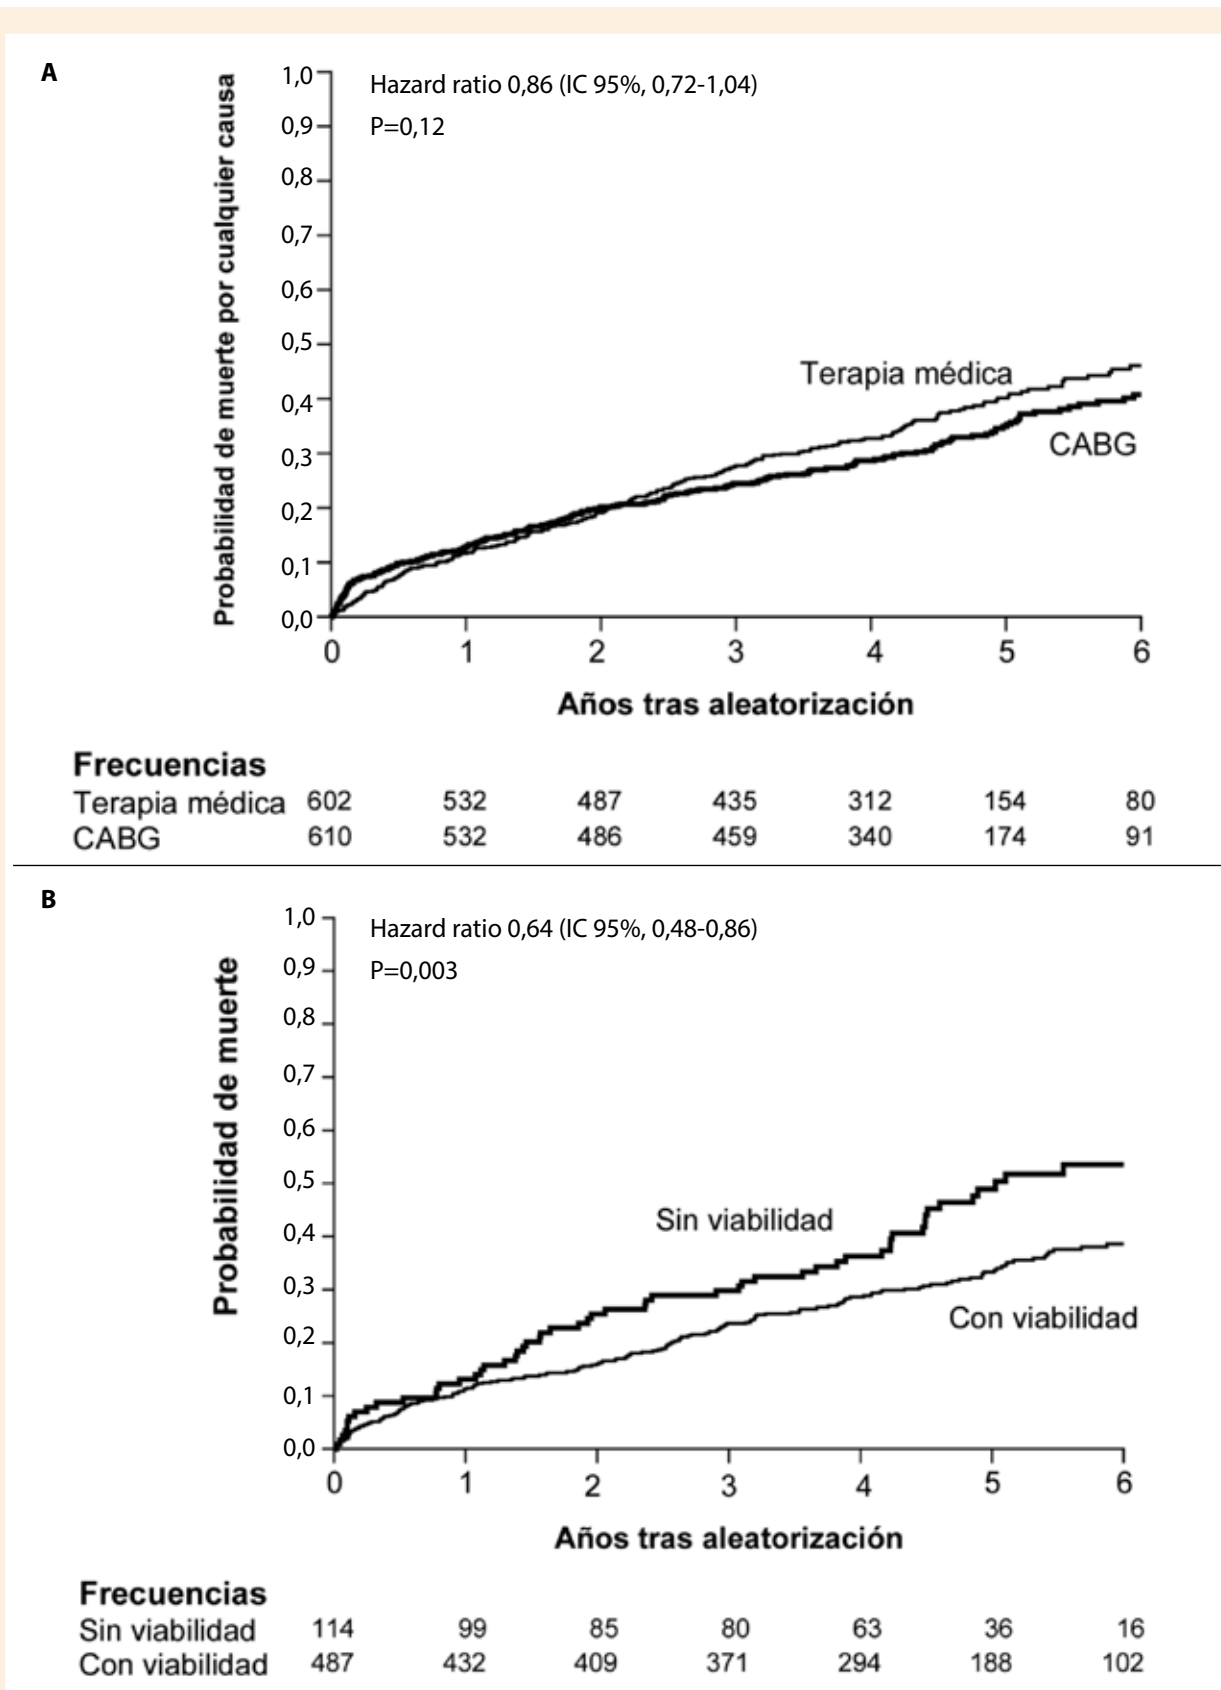 A
Probabilidad de muerte por cualquier causa
Hazard ratio 0,86 (IC 95%, 0,72-1,04)
P=0,12
1,0
0,9
0,8
0,7
0,6
0,5
0,4
0,3
0,2
0,1
0,0
Terapia médica
CABG
0 1 2 3 4 5 6
Años tras aleatorización
Frecuencias
Terapia médica 602 532 487 435 312 154 80
CABG 610 532 486 459 340 174 91
B
Probabilidad de muerte
Hazard ratio 0,64 (IC 95%, 0,48-0,86)
P=0,003
1,0
0,9
0,8
0,7
0,6
0,5
0,4
0,3
0,2
0,1
0,0
Sin viabilidad
Con viabilidad
0 1 2 3 4 5 6
Años tras aleatorización
Frecuencias
Sin viabilidad 114 99 85 80 63 36 16
Con viabilidad 487 432 409 371 294 188 102